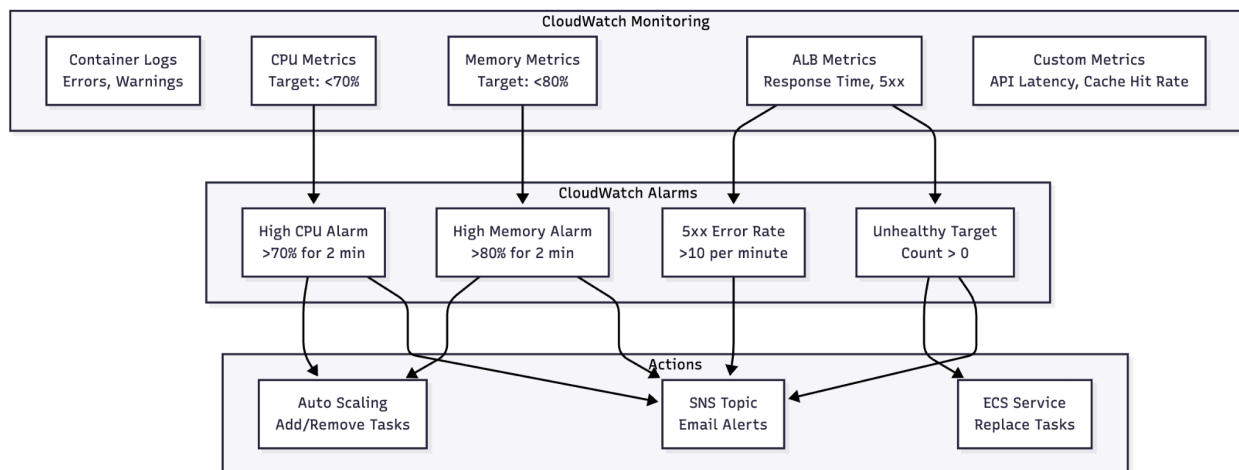 CloudWatch Monitoring
Container Logs
Errors, Warnings
CPU Metrics
Target: <70%
Memory Metrics
Target: <80%
ALB Metrics
Response Time, 5xx
Custom Metrics
API Latency, Cache Hit Rate
CloudWatch Alarms
High CPU Alarm
>70% for 2 min
High Memory Alarm
>80% for 2 min
5xx Error Rate
>10 per minute
Unhealthy Target
Count > 0
Actions
Auto Scaling
Add/Remove Tasks
SNS Topic
Email Alerts
ECS Service
Replace Tasks